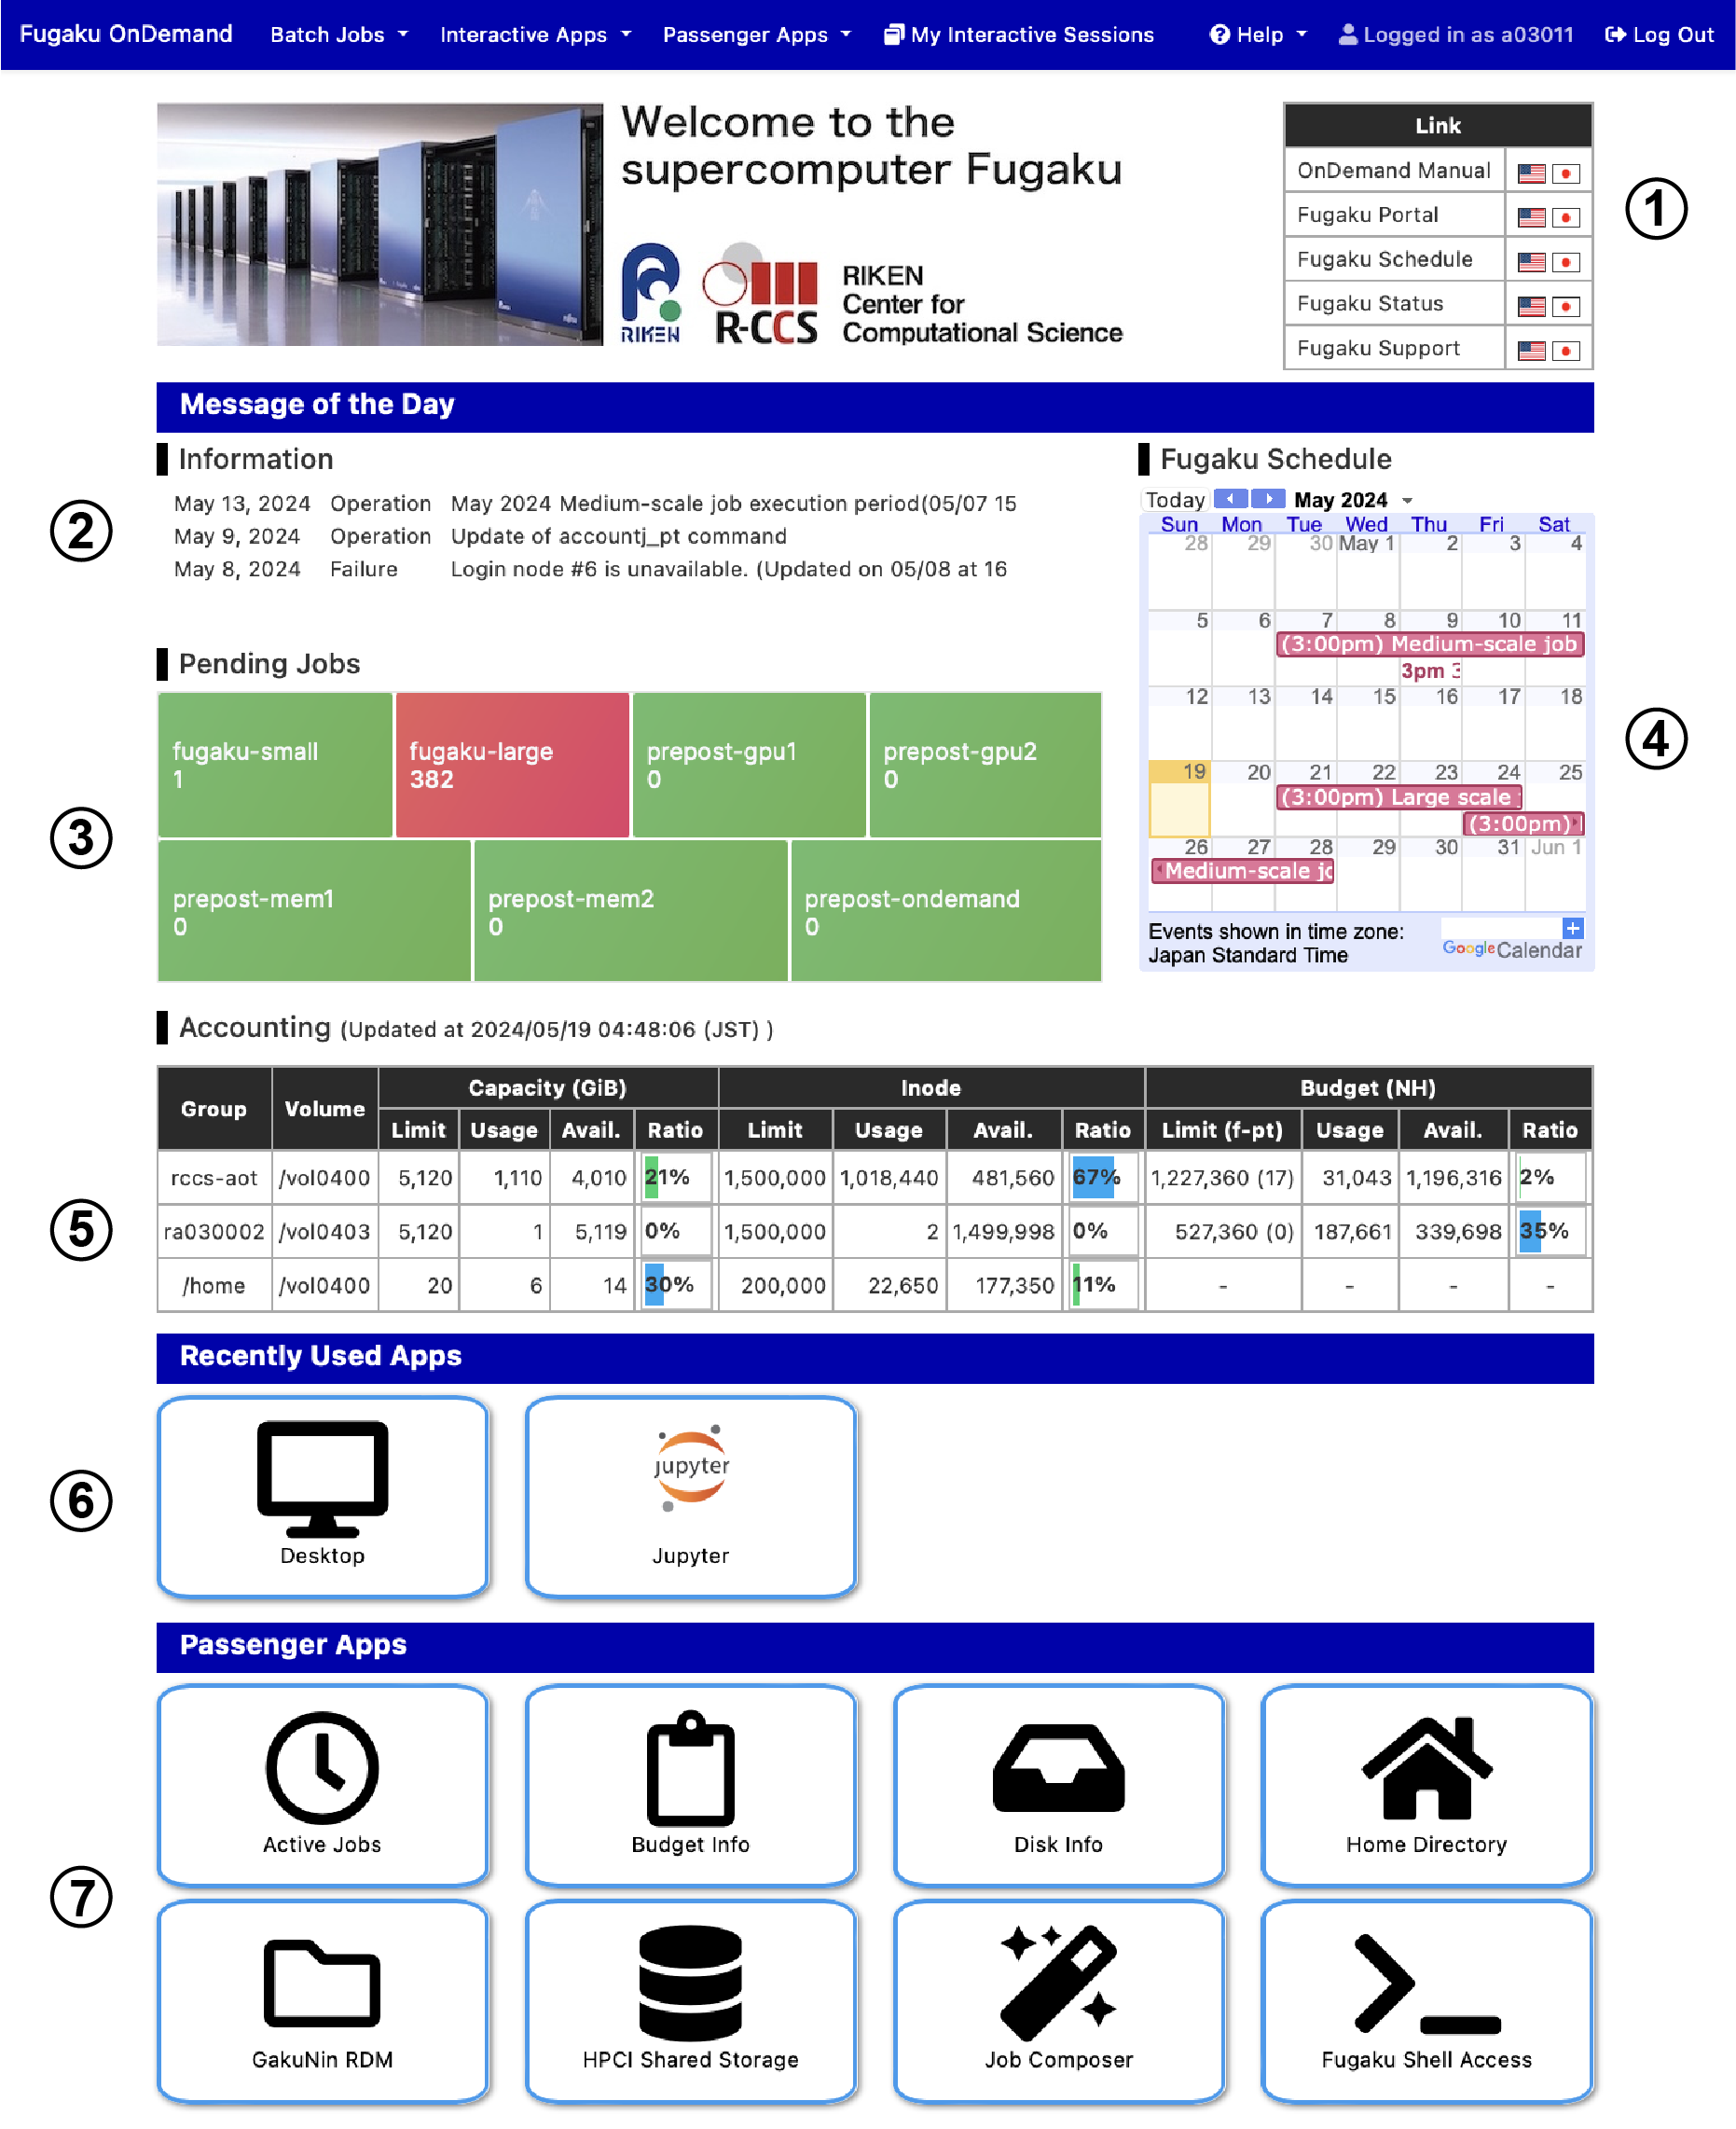 Fugaku OnDemand Batch Jobs Interactive Apps Passenger Apps My Interactive Sessions Help Logged in as a03011 Log Out
Welcome to the
supercomputer Fugaku
RIKEN
R-CCS
RIKEN
Center for
Computational Science
Link
OnDemand Manual
Fugaku Portal
Fugaku Schedule
Fugaku Status
Fugaku Support
①
Message of the Day
Information
May 13, 2024 Operation May 2024 Medium-scale job execution period(05/07 15
May 9, 2024 Operation Update of accountj_pt command
May 8, 2024 Failure Login node #6 is unavailable. (Updated on 05/08 at 16
②
Pending Jobs
fugaku-small
1
fugaku-large
382
prepost-gpu1
0
prepost-gpu2
0
prepost-mem1
0
prepost-mem2
0
prepost-ondemand
0
③
Fugaku Schedule
Today May 2024
Sun Mon Tue Wed Thu Fri Sat
28 29 30 May 1 2 3 4
5 6 7 8 9 10 11
(3:00pm) Medium-scale job
3pm 3
12 13 14 15 16 17 18
19 20 21 22 23 24 25
(3:00pm) Large scale
(3:00pm)
26 27 28 29 30 31 Jun 1
Medium-scale jo
Events shown in time zone:
Japan Standard Time
Google Calendar
④
Accounting (Updated at 2024/05/19 04:48:06 (JST) )
Group Volume Capacity (GiB) Inode Budget (NH)
Limit Usage Avail. Ratio Limit Usage Avail. Ratio Limit (f-pt) Usage Avail. Ratio
rccs-aot /vol0400 5,120 1,110 4,010 21% 1,500,000 1,018,440 481,560 67% 1,227,360 (17) 31,043 1,196,316 2%
ra030002 /vol0403 5,120 1 5,119 0% 1,500,000 2 1,499,998 0% 527,360 (0) 187,661 339,698 35%
/home /vol0400 20 6 14 30% 200,000 22,650 177,350 11% - - - -
⑤
Recently Used Apps
jupyter
Desktop Jupyter
⑥
Passenger Apps
Active Jobs Budget Info Disk Info Home Directory
⑦
GakuNin RDM HPCI Shared Storage Job Composer Fugaku Shell Access